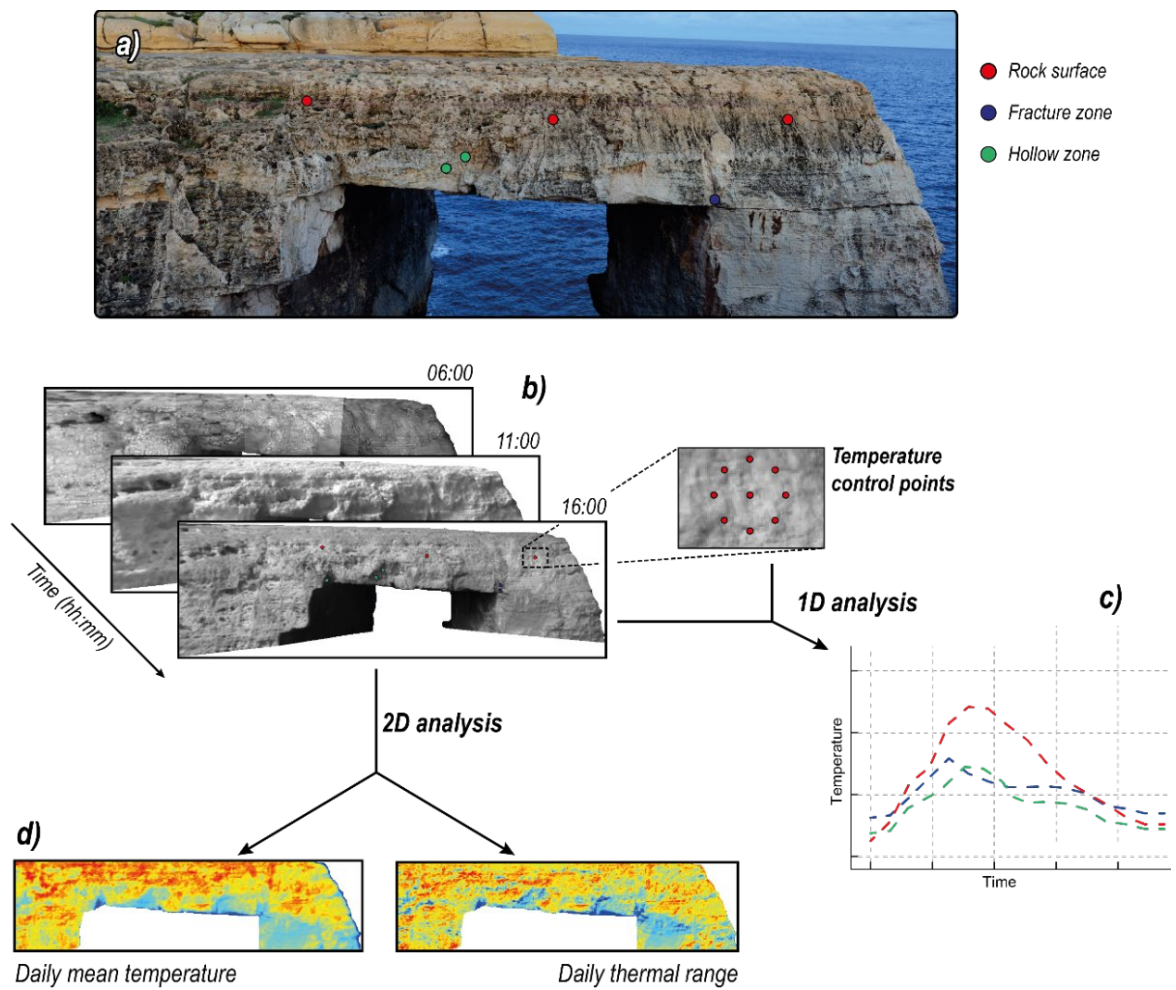 a)
Rock surface
Fracture zone
Hollow zone
06:00
b)
11:00
16:00
Temperature
control points
Time (hh:mm)
1D analysis
c)
2D analysis
Temperature
Time
d)
Daily mean temperature
Daily thermal range